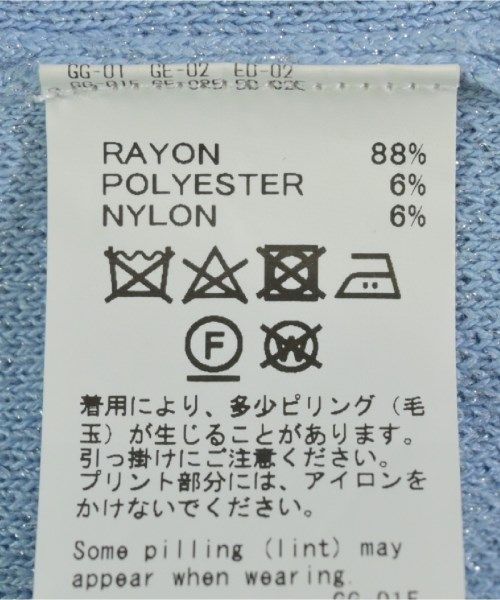 GG-01 GE-02 ED-02
RAYON 88%
POLYESTER 6%
NYLON 6%
F
W
着用により、多少ピリング（毛
玉）が生じることがあります。
引っ掛けにご注意ください。
プリント部分には、アイロンを
かけないでください。
Some pilling (lint) may
appear when wearing.